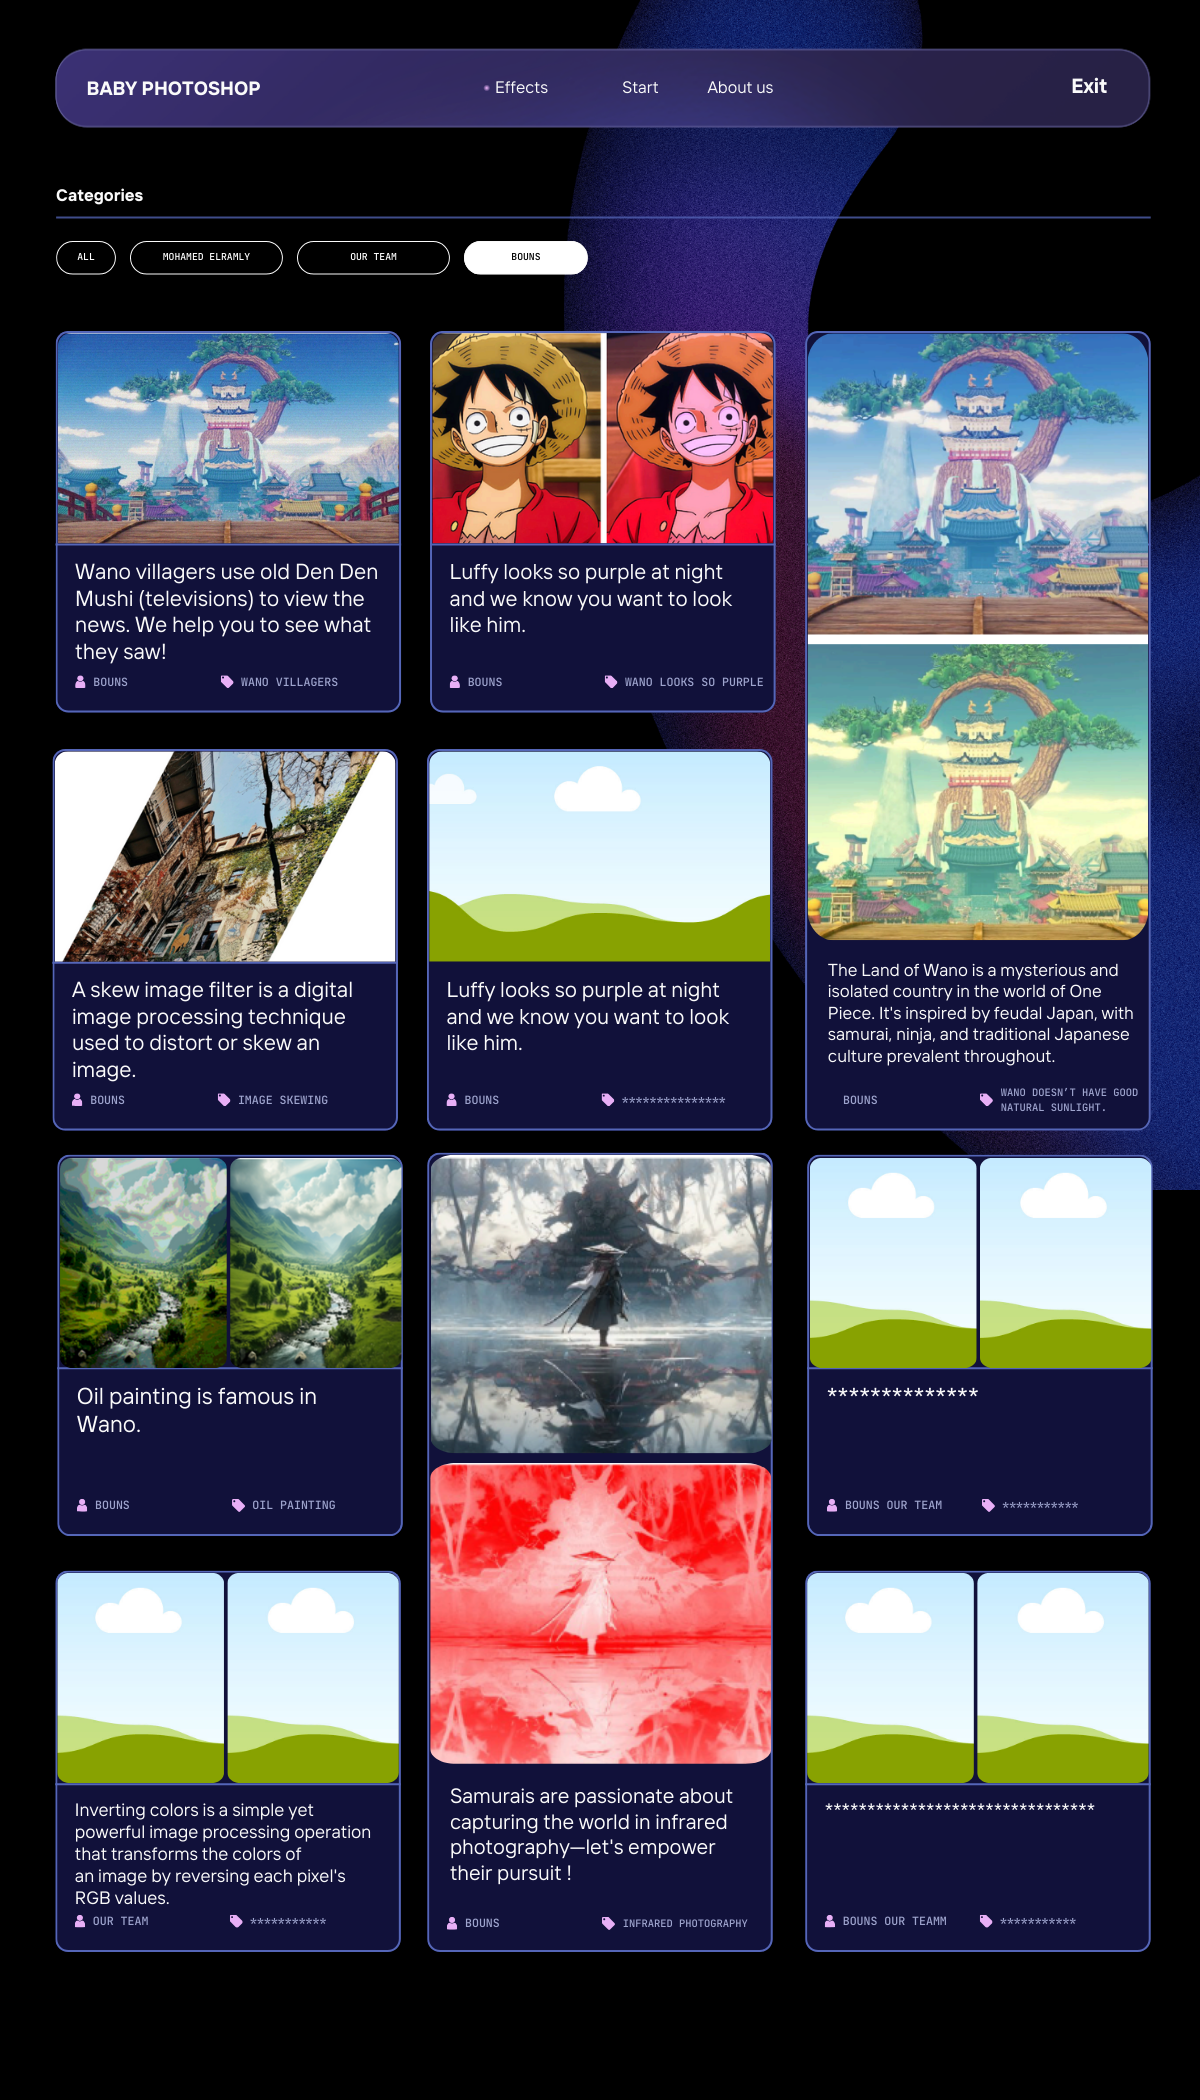 BABY PHOTOSHOP
Effects
Start
About us
Exit
Categories
ALL
MOHAMED ELRAMLY
OUR TEAM
BOUNS
Wano villagers use old Den Den
Mushi (televisions) to view the
news. We help you to see what
they saw!
BOUNS
WANO VILLAGERS
Luffy looks so purple at night
and we know you want to look
like him.
BOUNS
WANO LOOKS SO PURPLE
The Land of Wano is a mysterious and
isolated country in the world of One
Piece. It's inspired by feudal Japan, with
samurai, ninja, and traditional Japanese
culture prevalent throughout.
BOUNS
WANO DOESN’T HAVE GOOD
NATURAL SUNLIGHT.
A skew image filter is a digital
image processing technique
used to distort or skew an
image.
BOUNS
IMAGE SKEWING
Luffy looks so purple at night
and we know you want to look
like him.
BOUNS
***************
Oil painting is famous in
Wano.
BOUNS
OIL PAINTING
Samurais are passionate about
capturing the world in infrared
photography—let's empower
their pursuit !
BOUNS
INFRARED PHOTOGRAPHY
**************
BOUNS OUR TEAM
***********
Inverting colors is a simple yet
powerful image processing operation
that transforms the colors of
an image by reversing each pixel's
RGB values.
OUR TEAM
***********
********************************
BOUNS OUR TEAMM
***********